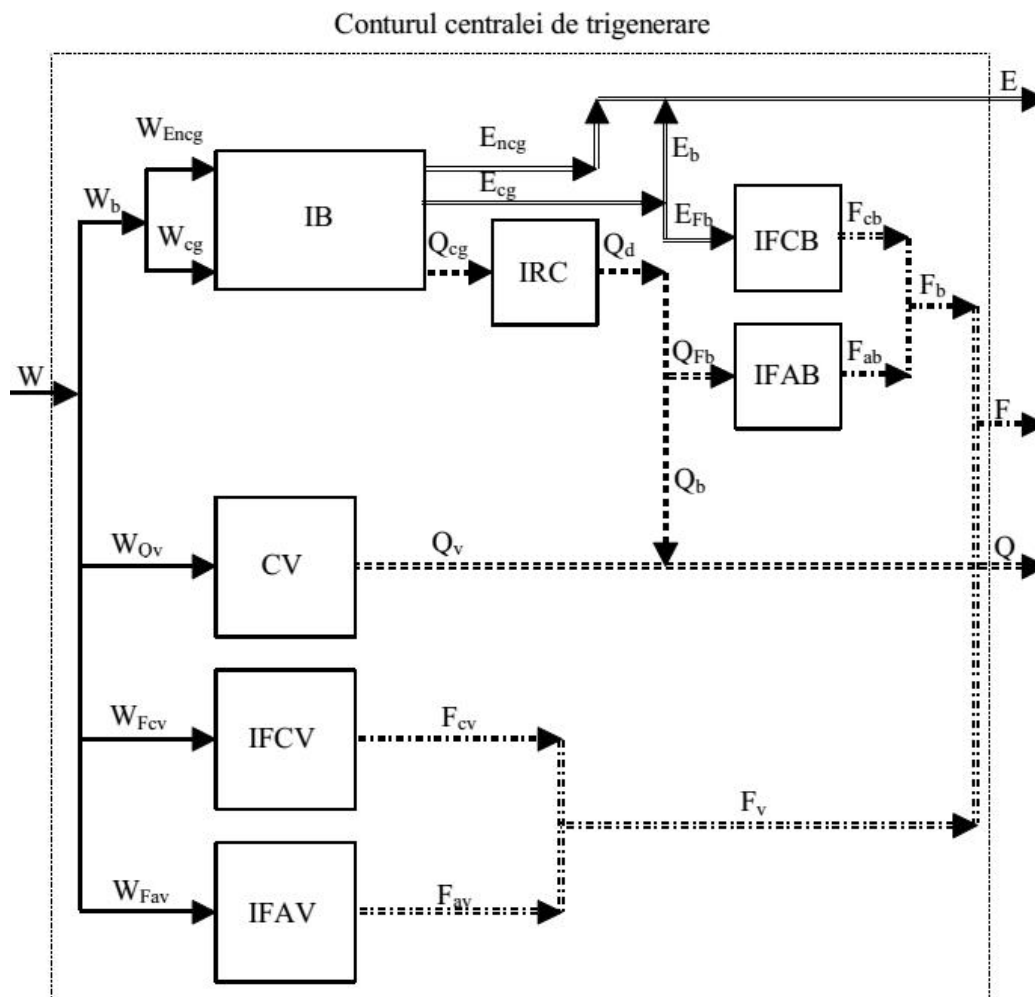 Conturul centralei de trigenerare
E
W_Encg
E_ncg
E_b
W_b
E_cg
IB
E_Fb
F_cb
W_cg
IFCB
Q_cg
Q_d
IRC
F_b
Q_Fb
F_ab
W
IFAB
F
Q_b
W_Qv
Q_v
Q
CV
W_Fcv
F_cv
IFCV
F_v
W_Fav
F_av
IFAV